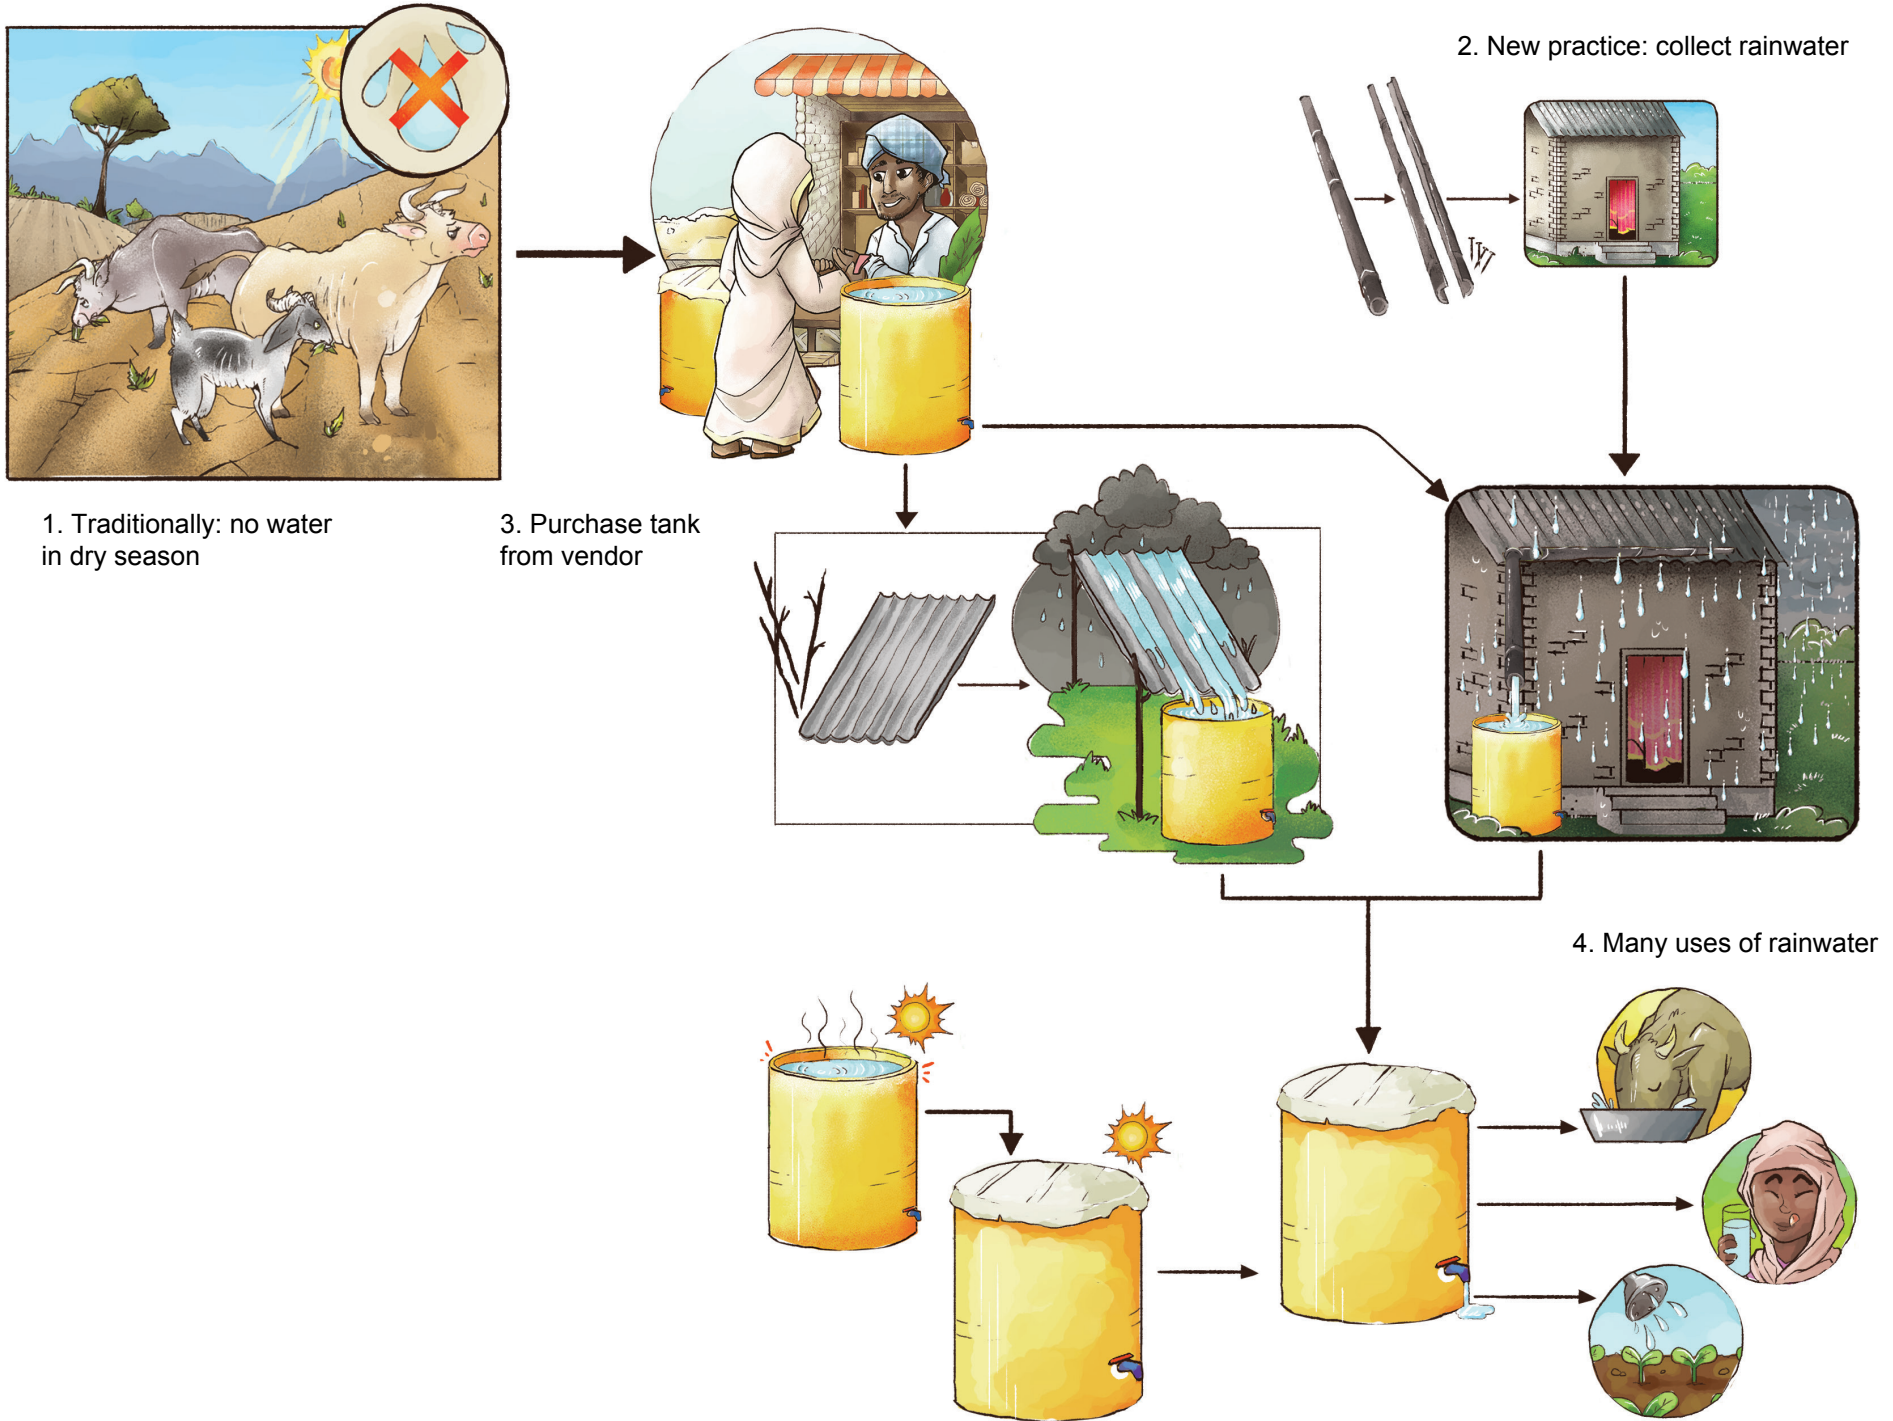 2. New practice: collect rainwater
1. Traditionally: no water
in dry season
3. Purchase tank
from vendor
4. Many uses of rainwater